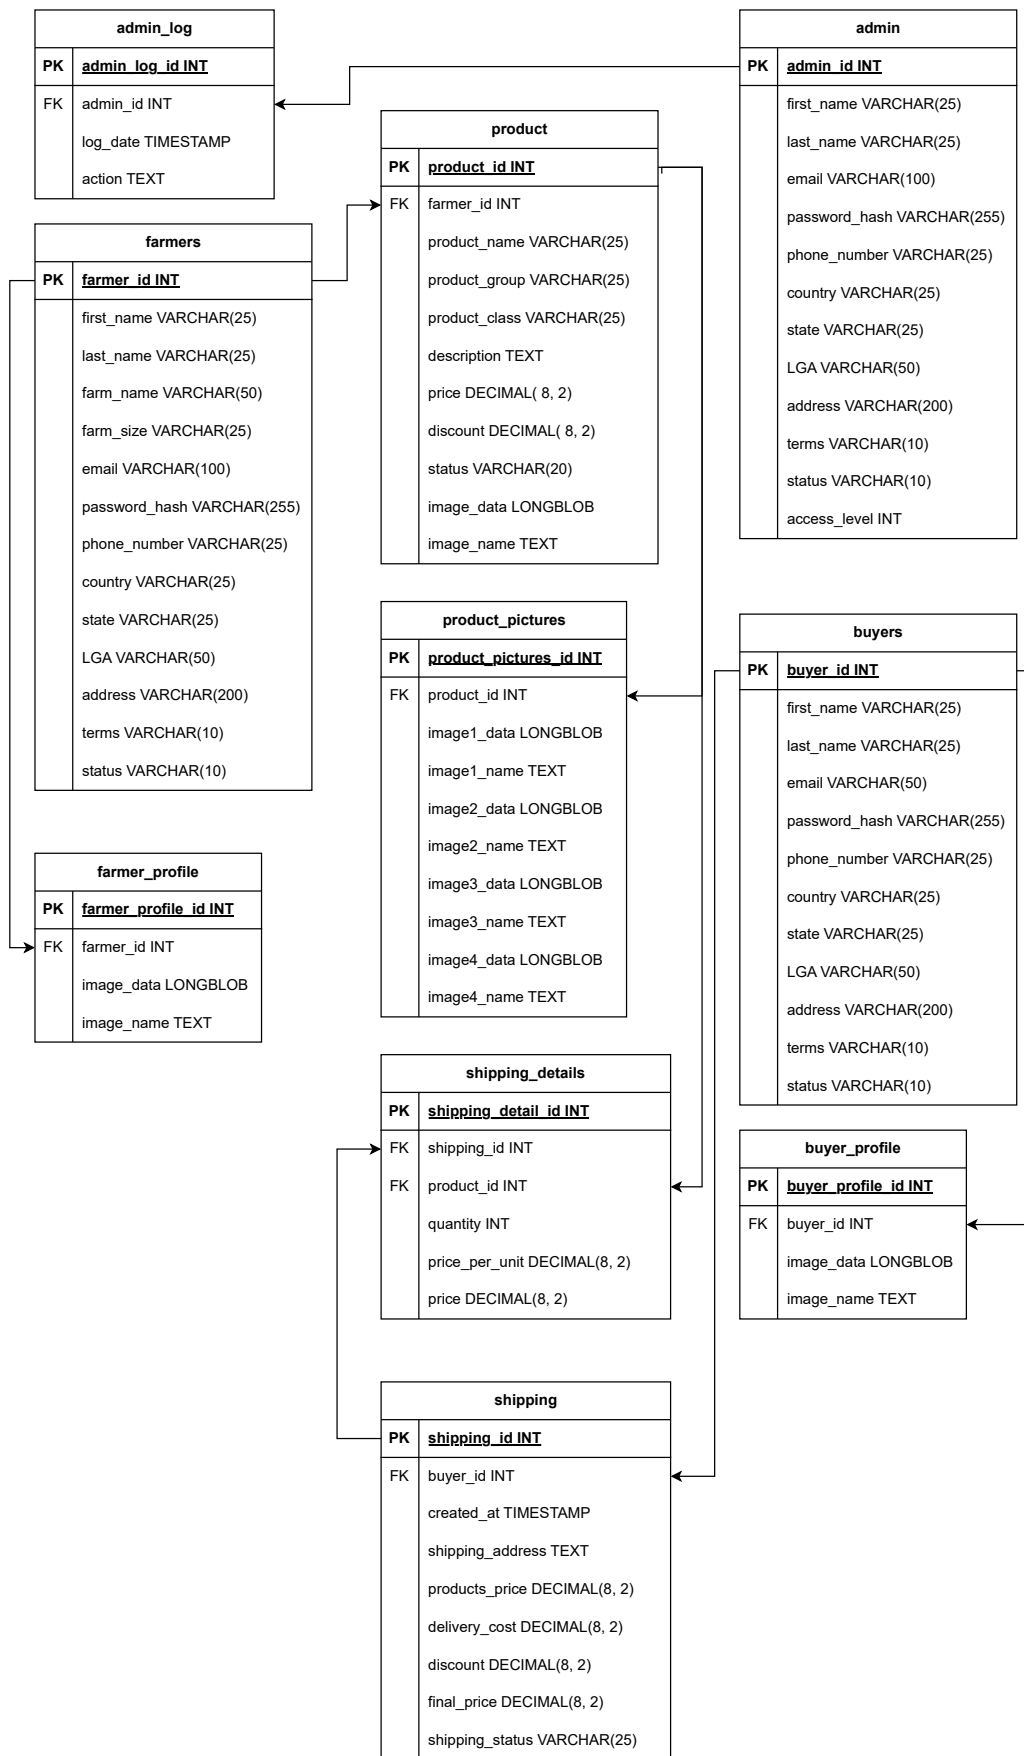 admin_log
PK admin_log_id INT
FK admin_id INT
log_date TIMESTAMP
action TEXT
admin
PK admin_id INT
first_name VARCHAR(25)
last_name VARCHAR(25)
email VARCHAR(100)
password_hash VARCHAR(255)
phone_number VARCHAR(25)
country VARCHAR(25)
state VARCHAR(25)
LGA VARCHAR(50)
address VARCHAR(200)
terms VARCHAR(10)
status VARCHAR(10)
access_level INT
product
PK product_id INT
FK farmer_id INT
product_name VARCHAR(25)
product_group VARCHAR(25)
product_class VARCHAR(25)
description TEXT
price DECIMAL( 8, 2)
discount DECIMAL( 8, 2)
status VARCHAR(20)
image_data LONGBLOB
image_name TEXT
farmers
PK farmer_id INT
first_name VARCHAR(25)
last_name VARCHAR(25)
farm_name VARCHAR(50)
farm_size VARCHAR(25)
email VARCHAR(100)
password_hash VARCHAR(255)
phone_number VARCHAR(25)
country VARCHAR(25)
state VARCHAR(25)
LGA VARCHAR(50)
address VARCHAR(200)
terms VARCHAR(10)
status VARCHAR(10)
product_pictures
PK product_pictures_id INT
FK product_id INT
image1_data LONGBLOB
image1_name TEXT
image2_data LONGBLOB
image2_name TEXT
image3_data LONGBLOB
image3_name TEXT
image4_data LONGBLOB
image4_name TEXT
buyers
PK buyer_id INT
first_name VARCHAR(25)
last_name VARCHAR(25)
email VARCHAR(50)
password_hash VARCHAR(255)
phone_number VARCHAR(25)
country VARCHAR(25)
state VARCHAR(25)
LGA VARCHAR(50)
address VARCHAR(200)
terms VARCHAR(10)
status VARCHAR(10)
farmer_profile
PK farmer_profile_id INT
FK farmer_id INT
image_data LONGBLOB
image_name TEXT
shipping_details
PK shipping_detail_id INT
FK shipping_id INT
FK product_id INT
quantity INT
price_per_unit DECIMAL(8, 2)
price DECIMAL(8, 2)
buyer_profile
PK buyer_profile_id INT
FK buyer_id INT
image_data LONGBLOB
image_name TEXT
shipping
PK shipping_id INT
FK buyer_id INT
created_at TIMESTAMP
shipping_address TEXT
products_price DECIMAL(8, 2)
delivery_cost DECIMAL(8, 2)
discount DECIMAL(8, 2)
final_price DECIMAL(8, 2)
shipping_status VARCHAR(25)